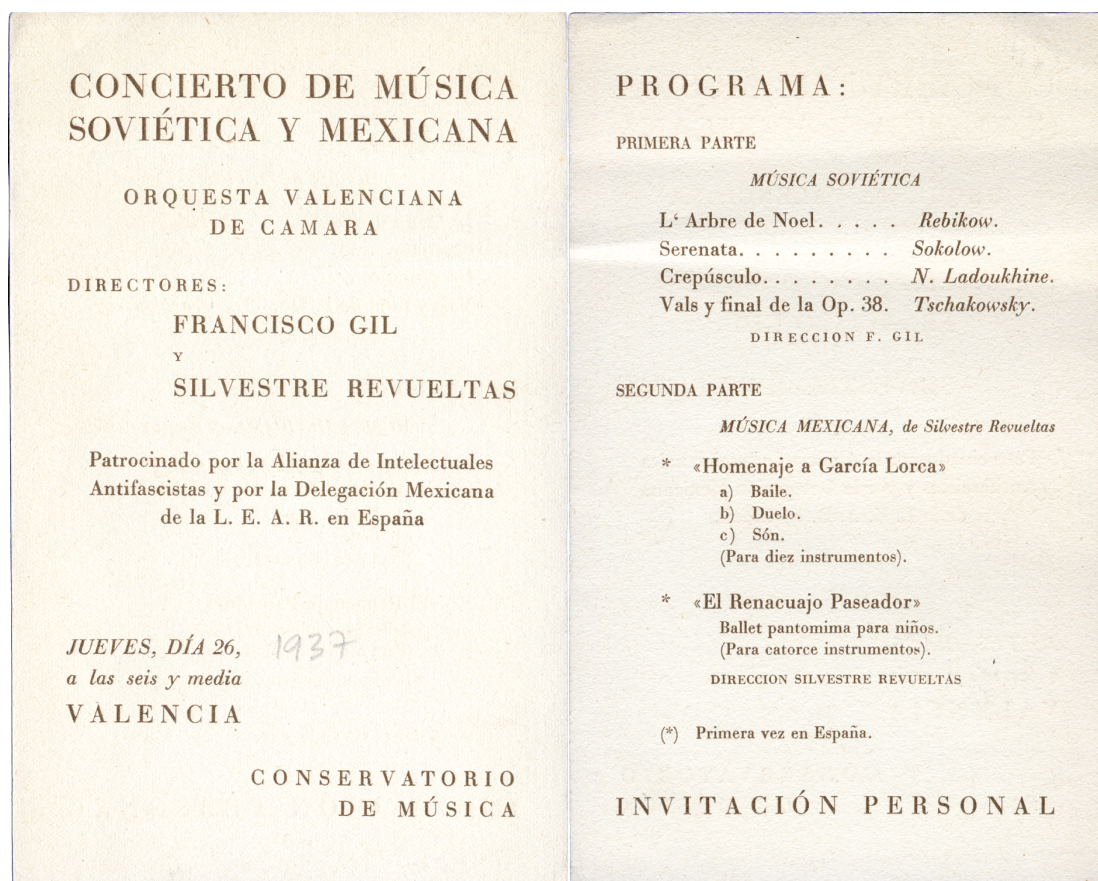 CONCIERTO DE MÚSICA
SOVIÉTICA Y MEXICANA
ORQUESTA VALENCIANA
DE CAMARA
DIRECTORES:
FRANCISCO GIL
Y
SILVESTRE REVUELTAS
Patrocinado por la Alianza de Intelectuales
Antifascistas y por la Delegación Mexicana
de la L. E. A. R. en España
JUEVES, DÍA 26, 1937
a las seis y media
VALENCIA
CONSERVATORIO
DE MÚSICA
PROGRAMA:
PRIMERA PARTE
MÚSICA SOVIÉTICA
L‘ Arbre de Noel. . . . . Rebikow.
Serenata. . . . . . . . . Sokolow.
Crepúsculo. . . . . . . . N. Ladoukhine.
Vals y final de la Op. 38. Tschakowsky.
DIRECCION F. GIL
SEGUNDA PARTE
MÚSICA MEXICANA, de Silvestre Revueltas
* «Homenaje a García Lorca»
a) Baile.
b) Duelo.
c) Són.
(Para diez instrumentos).
* «El Renacuajo Paseador»
Ballet pantomima para niños.
(Para catorce instrumentos).
DIRECCION SILVESTRE REVUELTAS
(*) Primera vez en España.
INVITACIÓN PERSONAL